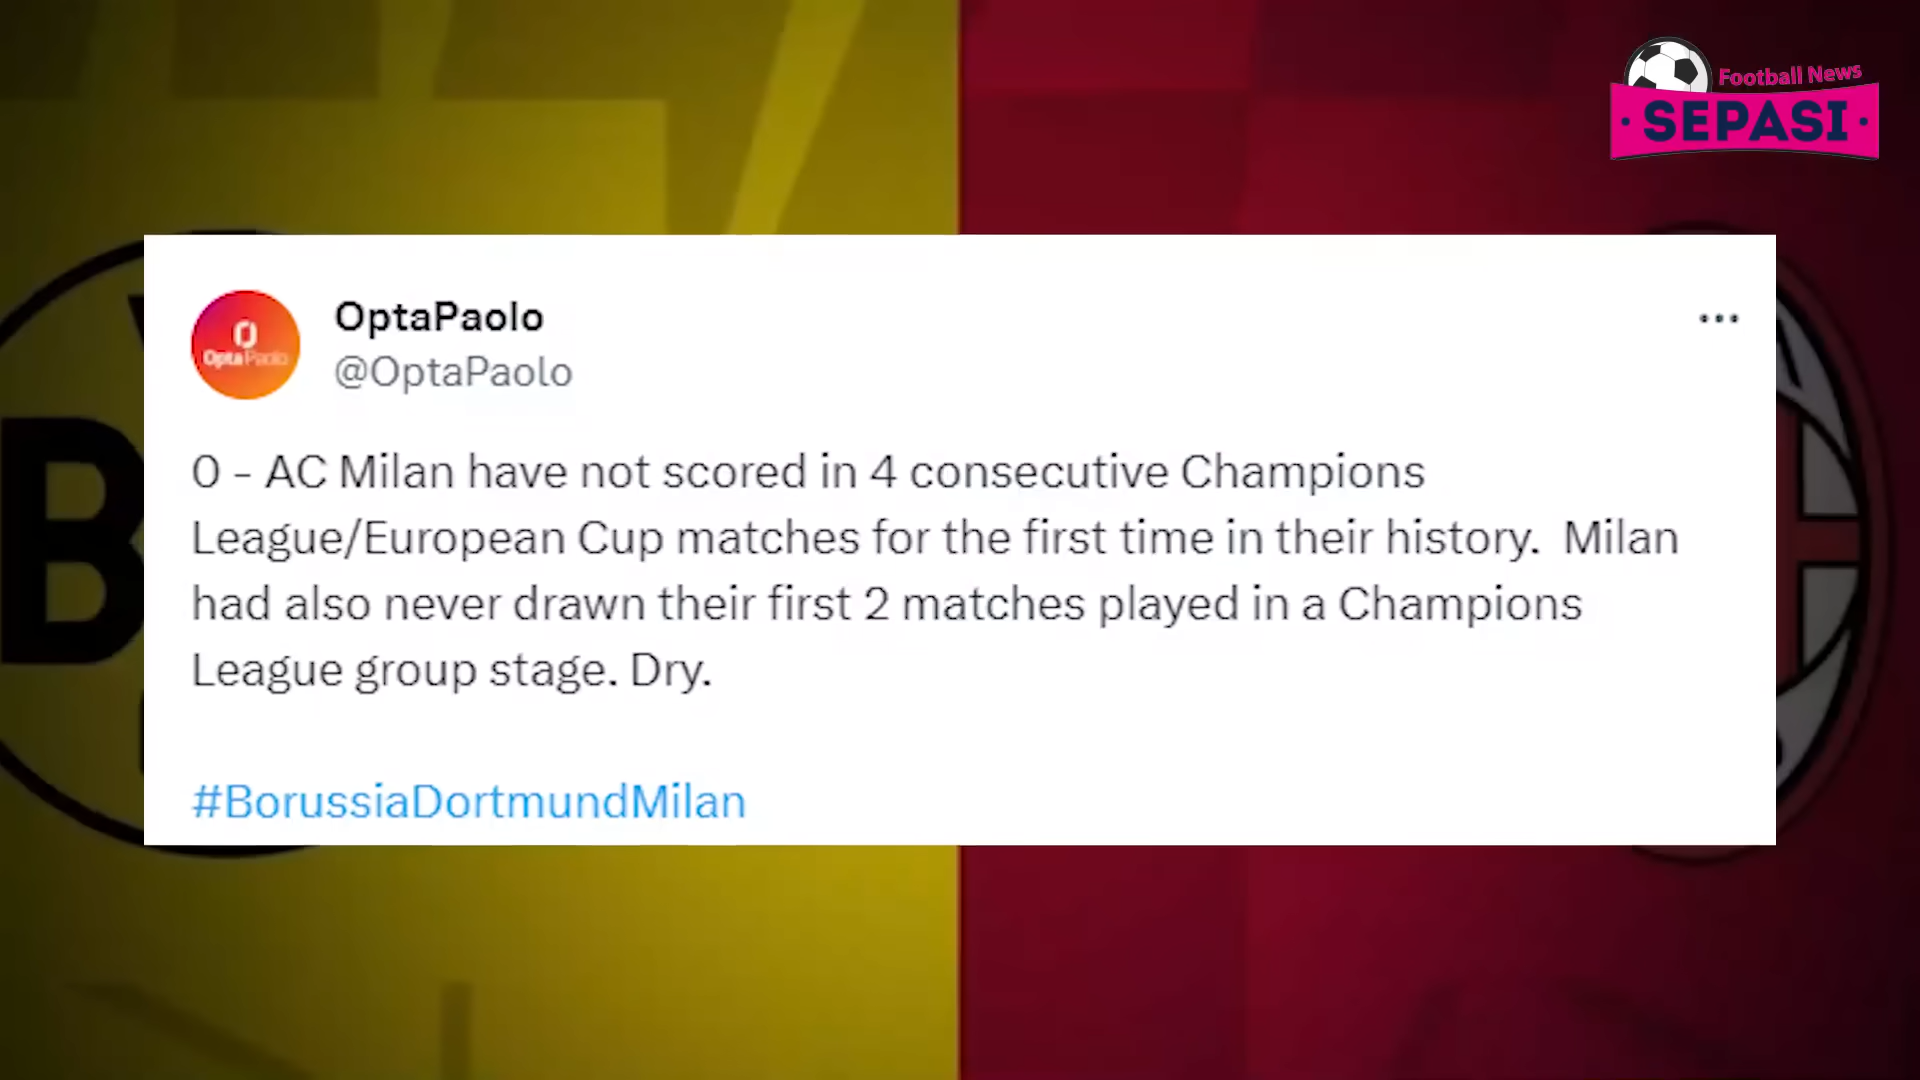 Football News
· SEPASI ·
OptaPaolo
@OptaPaolo
Opta Paolo
0 - AC Milan have not scored in 4 consecutive Champions
League/European Cup matches for the first time in their history.  Milan
had also never drawn their first 2 matches played in a Champions
League group stage. Dry.
#BorussiaDortmundMilan
B